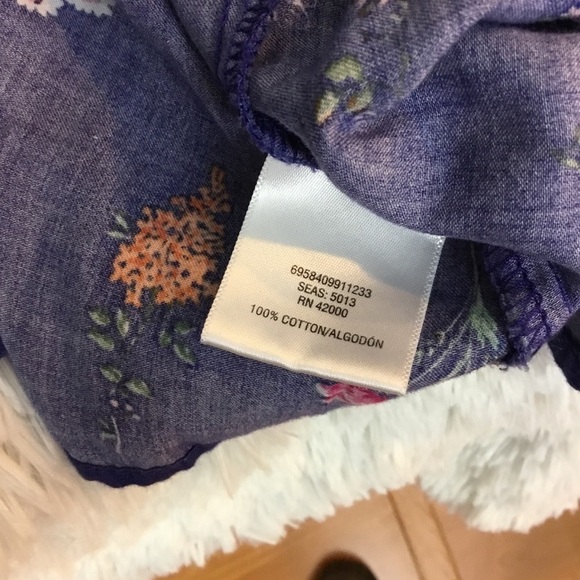 6958409911233
SEAS: 5013
RN 42000
100% COTTON/ALGODÓN